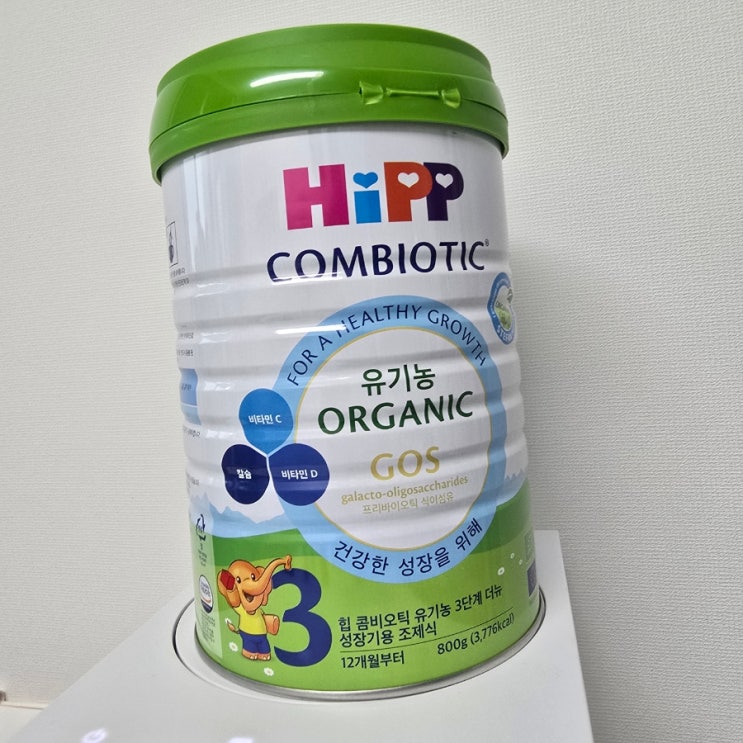 HiPP
COMBIOTIC®
FOR A HEALTHY GROWTH
유기농
ORGANIC
비타민 C
칼슘
비타민 D
GOS
galacto-oligosaccharides
프리바이오틱 식이섬유
건강한 성장을 위해
3
힙 콤비오틱 유기농 3단계 더뉴
성장기용 조제식
12개월부터
800g (3,776kcal)